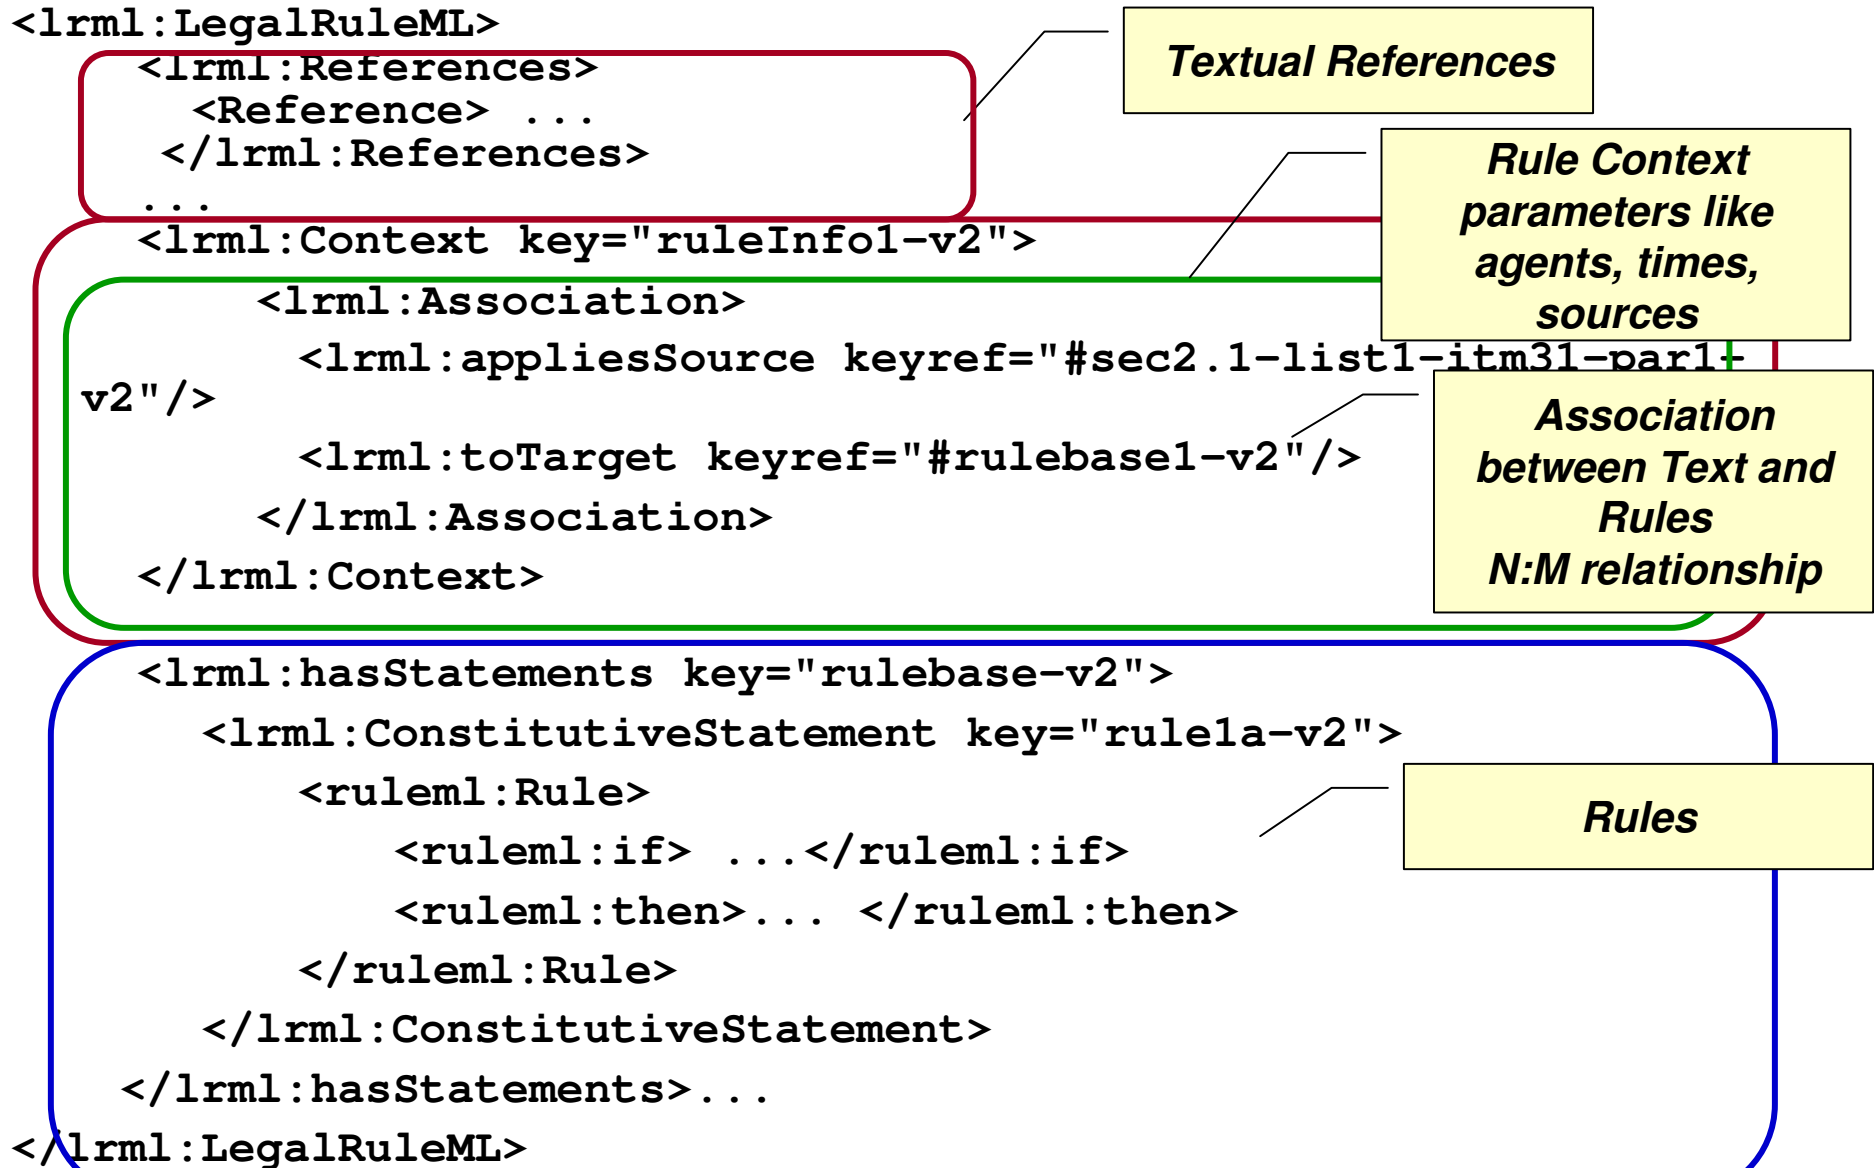 <lrml:LegalRuleML>
<lrml:References>
<Reference> ...
</lrml:References>
...
<lrml:Context key="ruleInfo1-v2">
<lrml:Association>
<lrml:appliesSource keyref="#sec2.1-list1-itm31-par1-
v2"/>
<lrml:toTarget keyref="#rulebase1-v2"/>
</lrml:Association>
</lrml:Context>
<lrml:hasStatements key="rulebase-v2">
<lrml:ConstitutiveStatement key="rule1a-v2">
<ruleml:Rule>
<ruleml:if> ...</ruleml:if>
<ruleml:then>... </ruleml:then>
</ruleml:Rule>
</lrml:ConstitutiveStatement>
</lrml:hasStatements>...
</lrml:LegalRuleML>
Textual References
Rule Context
parameters like
agents, times,
sources
Association
between Text and
Rules
N:M relationship
Rules